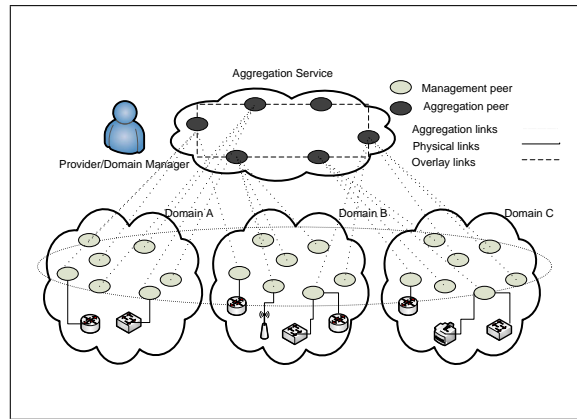 Aggregation Service
Management peer
Aggregation peer
Aggregation links
Physical links
Overlay links
Provider/Domain Manager
Domain A
Domain B
Domain C